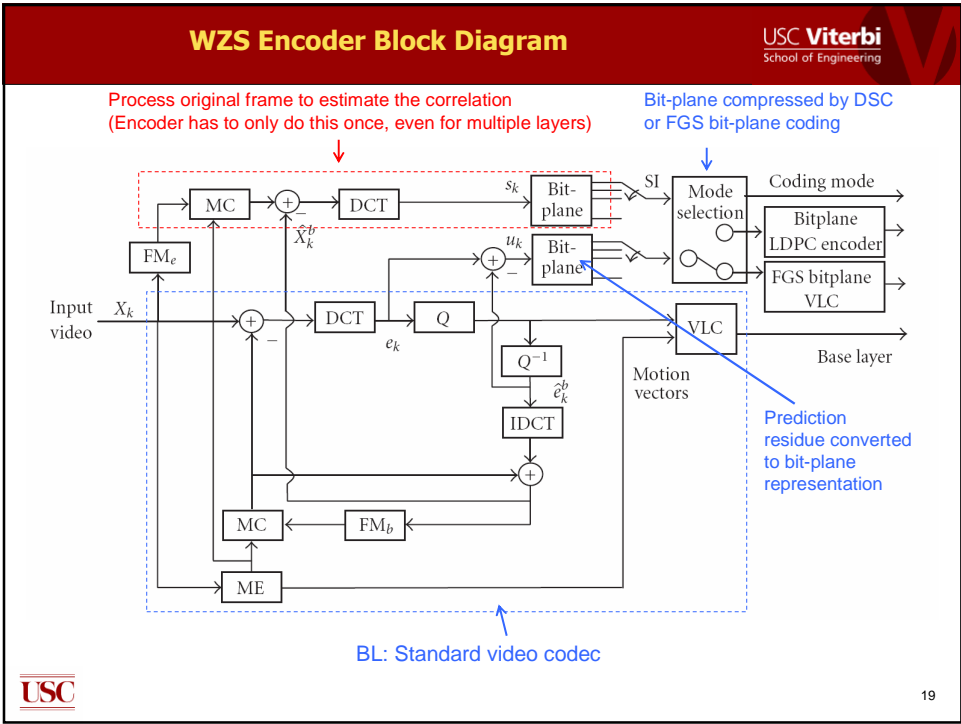 WZS Encoder Block Diagram
USC Viterbi
School of Engineering
Process original frame to estimate the correlation
(Encoder has to only do this once, even for multiple layers)
Bit-plane compressed by DSC
or FGS bit-plane coding
MC
+
−
DCT
s_k
Bit-
plane
SI
Mode
selection
Coding mode
X̂_k^b
Bitplane
LDPC encoder
FM_e
u_k
+
−
Bit-
plane
FGS bitplane
VLC
Input
video
X_k
+
−
DCT
Q
e_k
VLC
Q⁻¹
Base layer
ê_k^b
Motion
vectors
IDCT
Prediction
residue converted
to bit-plane
representation
+
MC
FM_b
ME
BL: Standard video codec
USC
19